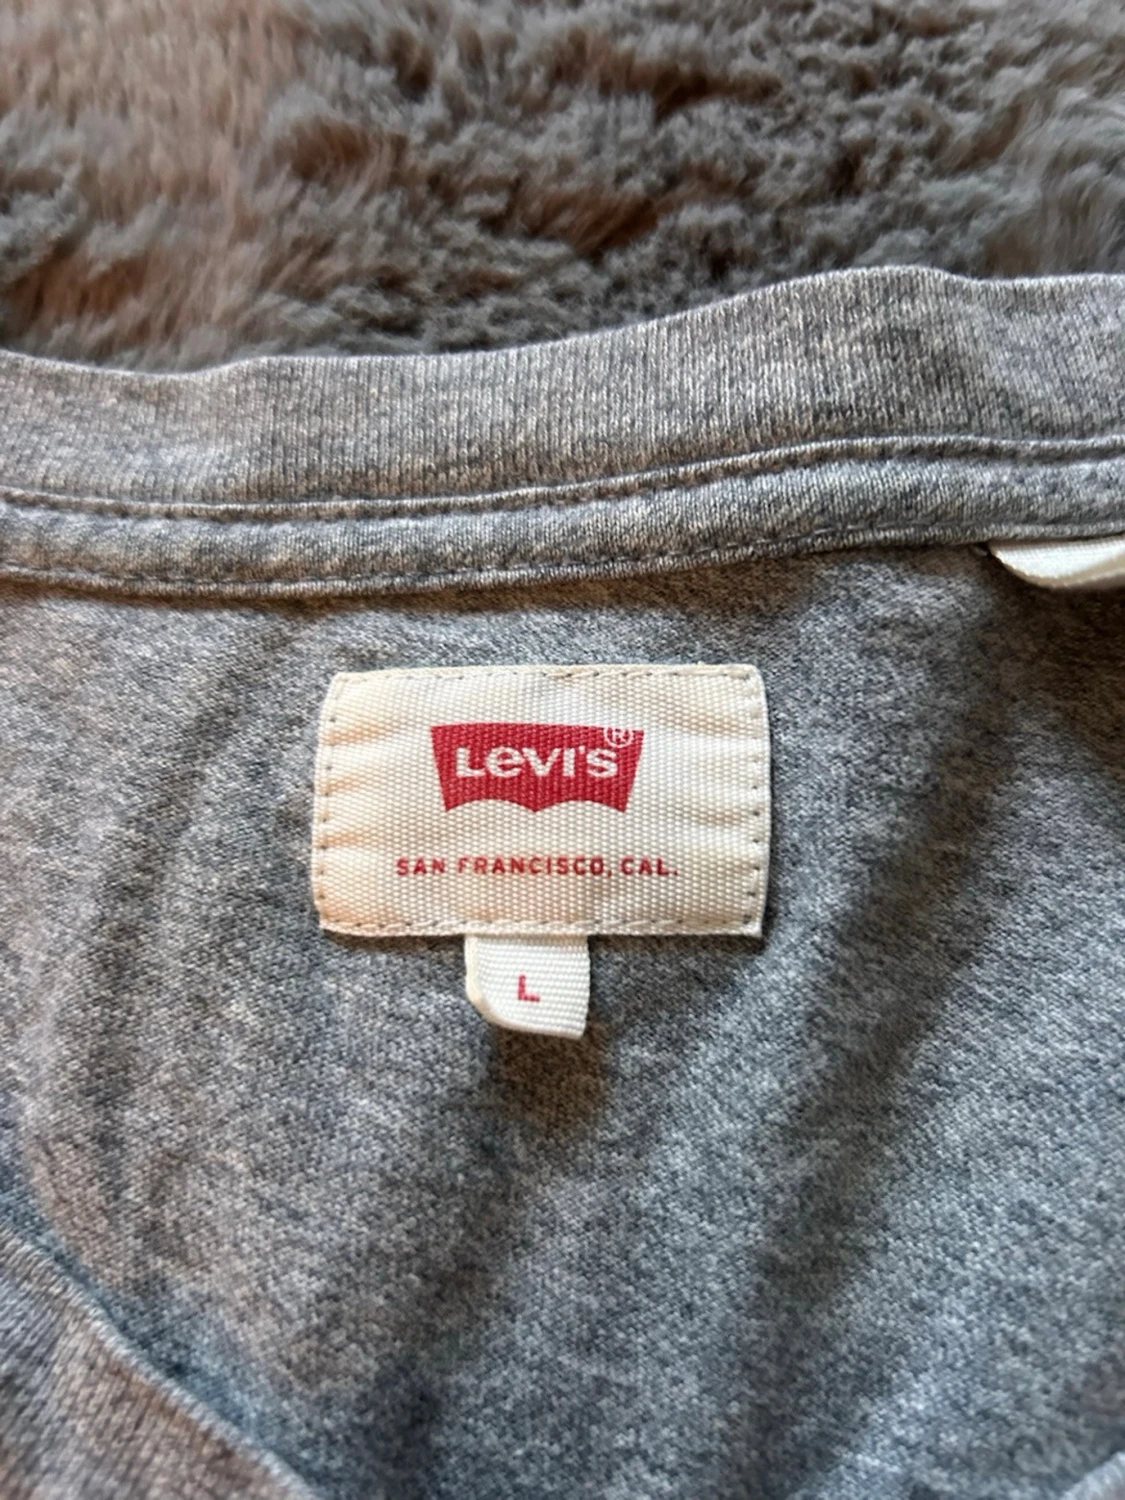 LEVI'S®
SAN FRANCISCO, CAL.
L